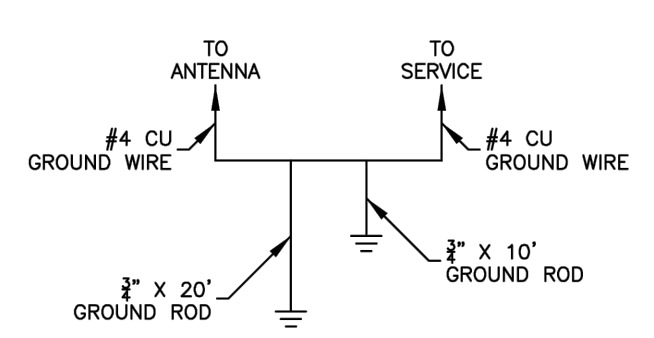 TO
ANTENNA
TO
SERVICE
#4 CU
GROUND WIRE
#4 CU
GROUND WIRE
3/4" X 10'
GROUND ROD
3/4" X 20'
GROUND ROD